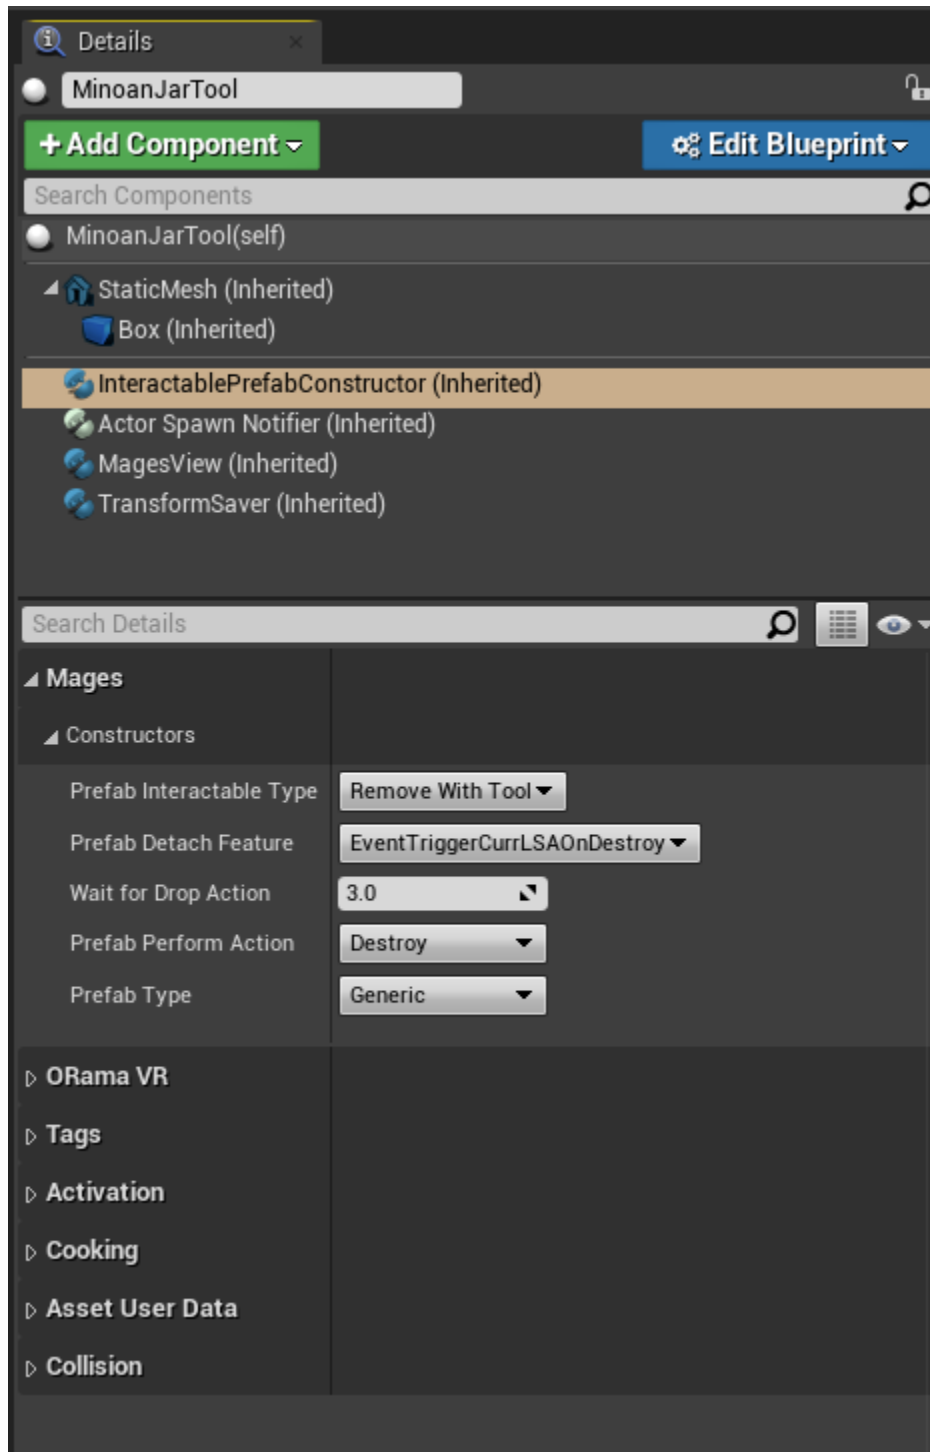 Details
MinoanJarTool
+ Add Component
Edit Blueprint
Search Components
MinoanJarTool(self)
StaticMesh (Inherited)
Box (Inherited)
InteractablePrefabConstructor (Inherited)
Actor Spawn Notifier (Inherited)
MagesView (Inherited)
TransformSaver (Inherited)
Search Details
Mages
Constructors
Prefab Interactable Type Remove With Tool
Prefab Detach Feature EventTriggerCurrLSAOnDestroy
Wait for Drop Action 3.0
Prefab Perform Action Destroy
Prefab Type Generic
ORama VR
Tags
Activation
Cooking
Asset User Data
Collision